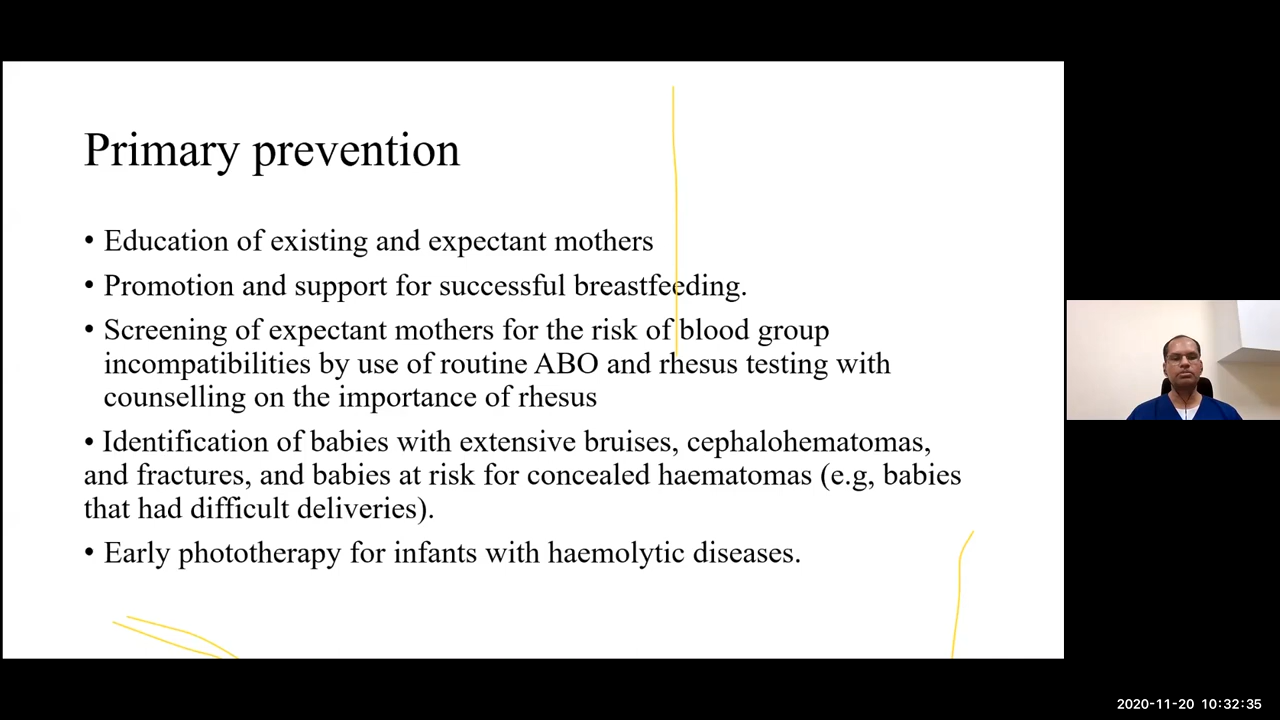 Primary prevention
• Education of existing and expectant mothers
• Promotion and support for successful breastfeeding.
• Screening of expectant mothers for the risk of blood group
incompatibilities by use of routine ABO and rhesus testing with
counselling on the importance of rhesus
• Identification of babies with extensive bruises, cephalohematomas,
and fractures, and babies at risk for concealed haematomas (e.g, babies
that had difficult deliveries).
• Early phototherapy for infants with haemolytic diseases.
2020-11-20 10:32:35